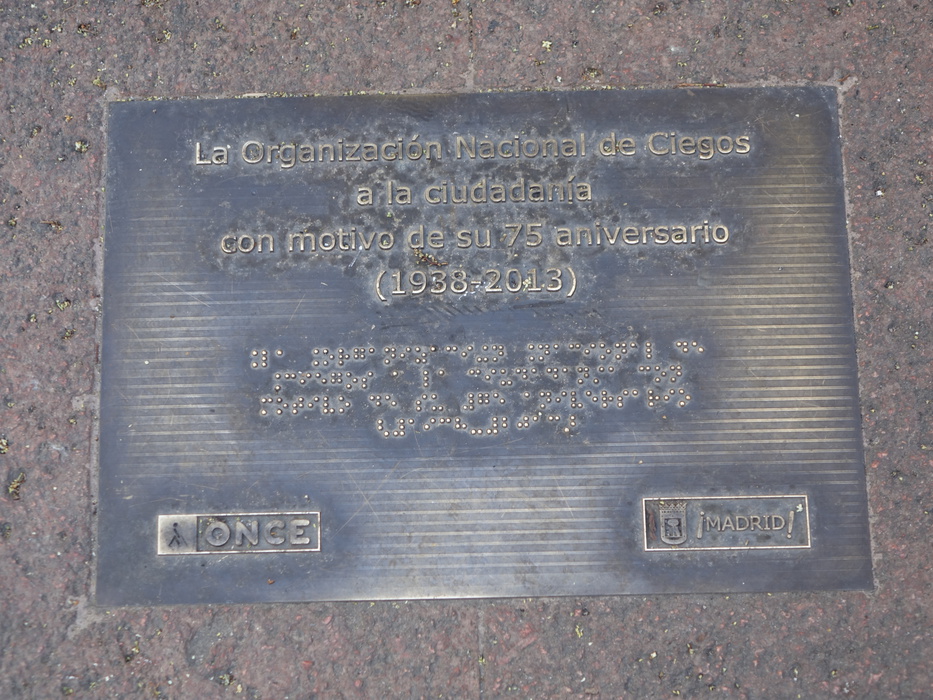 La Organización Nacional de Ciegos
a la ciudadanía
con motivo de su 75 aniversario
(1938-2013)
ONCE
¡MADRID!